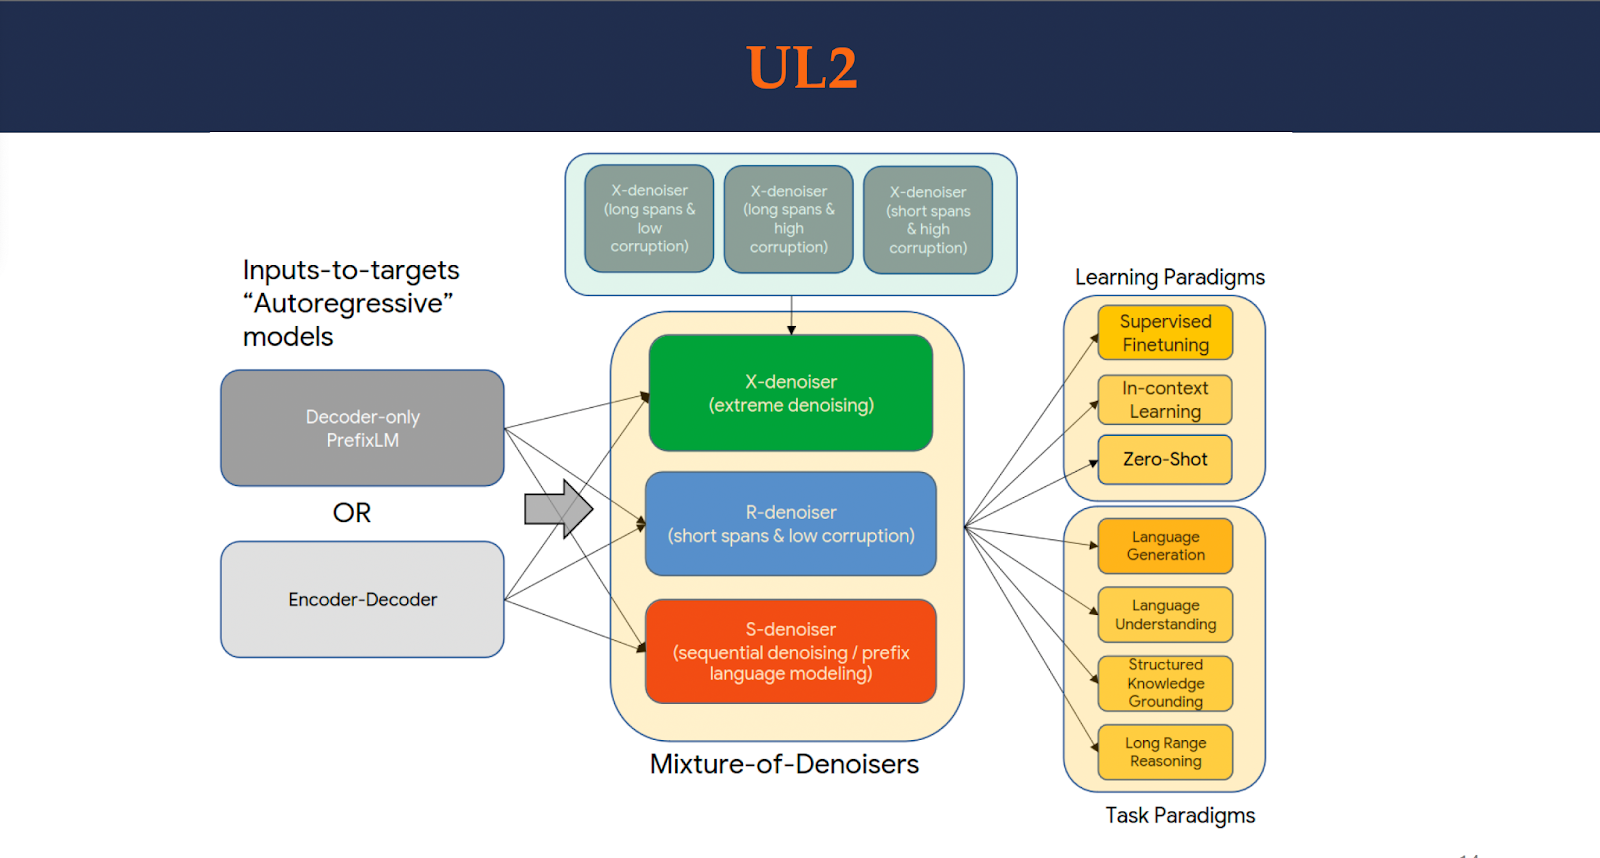 UL2
X-denoiser
(long spans &
low
corruption)
X-denoiser
(long spans &
high
corruption)
X-denoiser
(short spans
& high
corruption)
Inputs-to-targets
“Autoregressive”
models
Decoder-only
PrefixLM
OR
Encoder-Decoder
X-denoiser
(extreme denoising)
R-denoiser
(short spans & low corruption)
S-denoiser
(sequential denoising / prefix
language modeling)
Mixture-of-Denoisers
Learning Paradigms
Supervised
Finetuning
In-context
Learning
Zero-Shot
Language
Generation
Language
Understanding
Structured
Knowledge
Grounding
Long Range
Reasoning
Task Paradigms